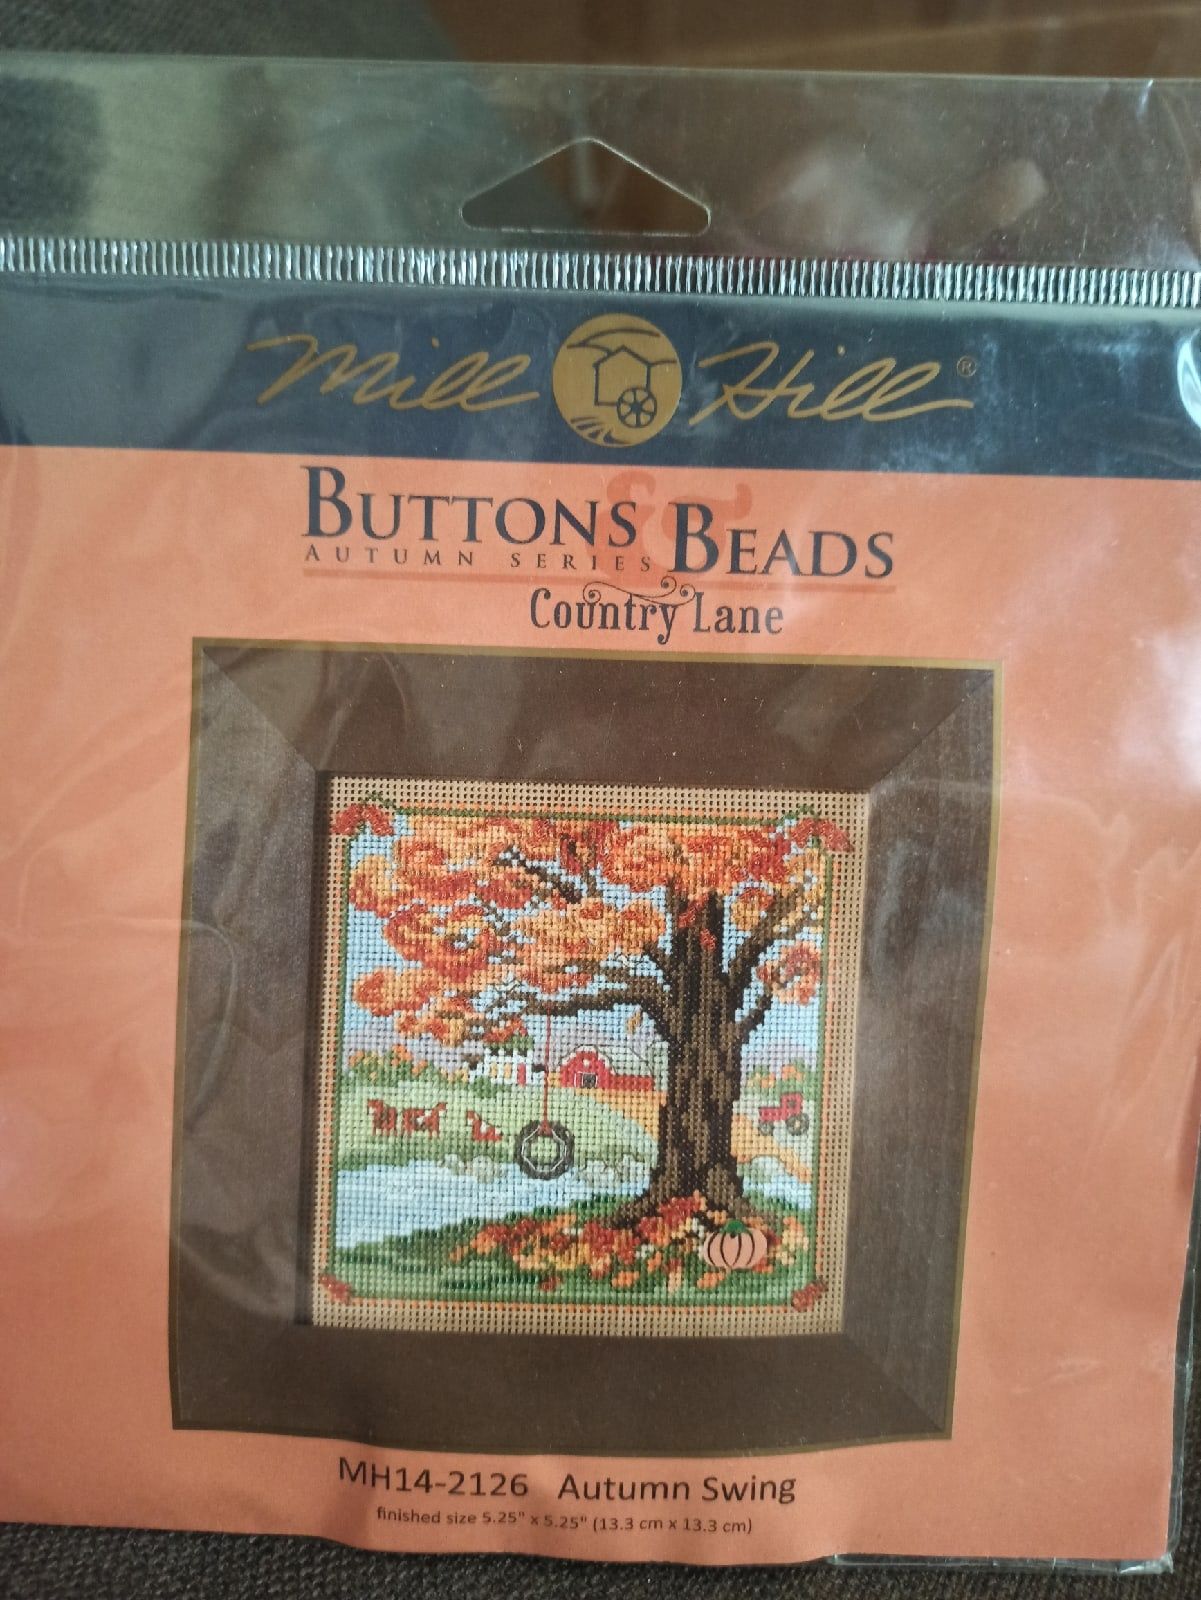 Mill Hill®
BUTTONS & BEADS
AUTUMN SERIES
Country Lane
MH14-2126 Autumn Swing
finished size 5.25" x 5.25" (13.3 cm x 13.3 cm)